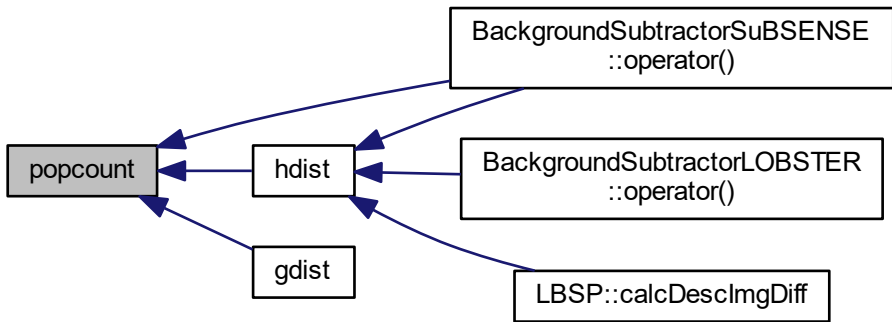 BackgroundSubtractorSuBSENSE
::operator()
popcount
hdist
BackgroundSubtractorLOBSTER
::operator()
gdist
LBSP::calcDescImgDiff